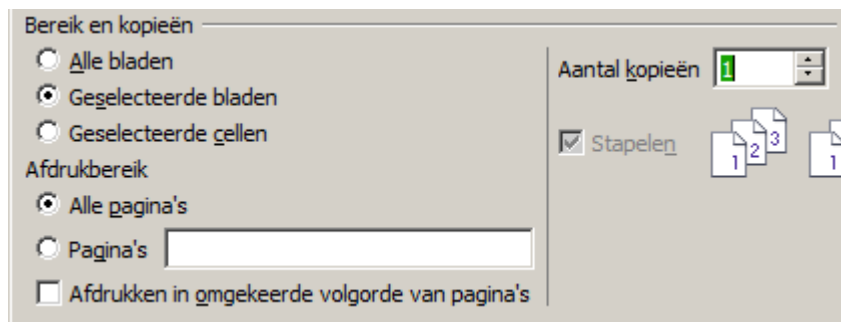 Bereik en kopieën
Alle bladen
Geselecteerde bladen
Geselecteerde cellen
Afdrukbereik
Alle pagina's
Pagina's
Afdrukken in omgekeerde volgorde van pagina's
Aantal kopieën 1
Stapelen 1 2 3 1